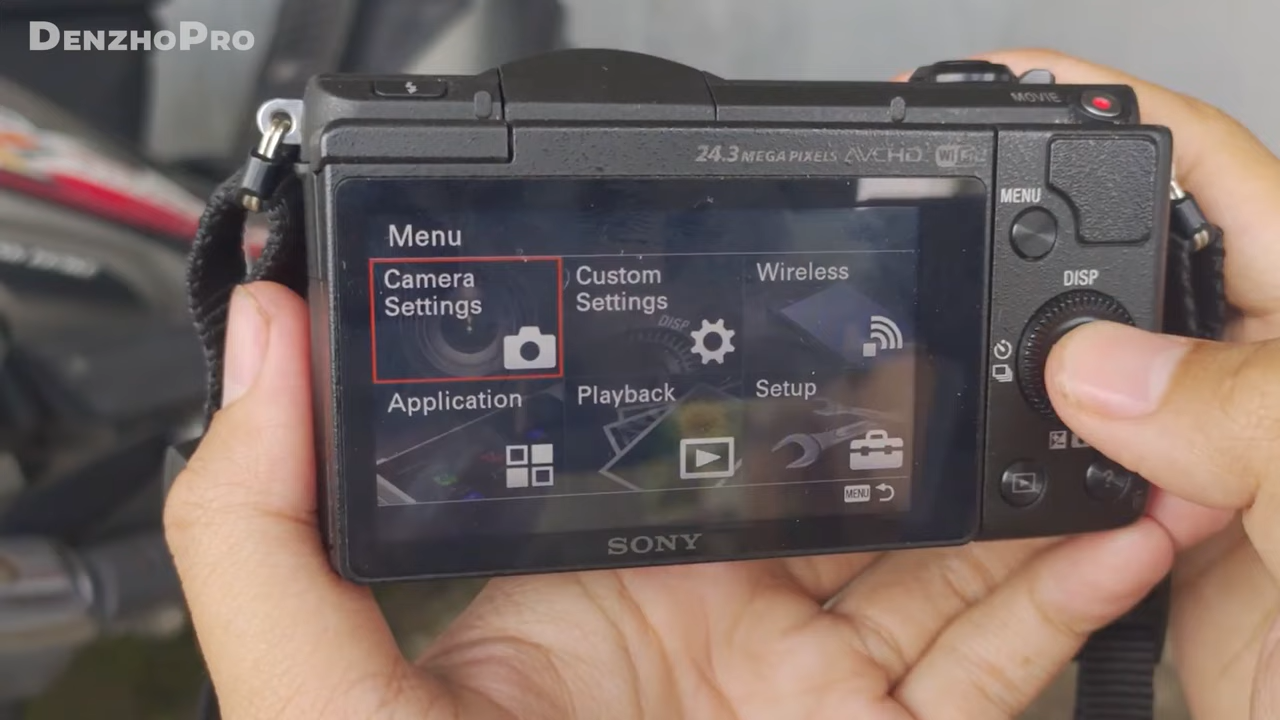 DENZHOPRO
MOVIE
24.3 MEGA PIXELS AVCHD Wi Fi
MENU
Menu
Camera
Settings
Custom
Settings
Wireless
DISP
DISP
Application
Playback
Setup
MENU
SONY